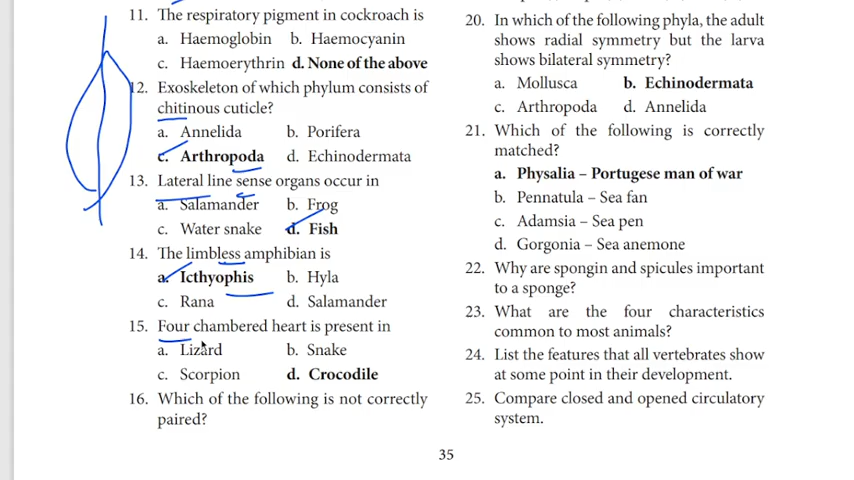 11. The respiratory pigment in cockroach is
a. Haemoglobin b. Haemocyanin
c. Haemoerythrin d. None of the above
12. Exoskeleton of which phylum consists of
chitinous cuticle?
a. Annelida b. Porifera
c. Arthropoda d. Echinodermata
13. Lateral line sense organs occur in
a. Salamander b. Frog
c. Water snake d. Fish
14. The limbless amphibian is
a. Icthyophis b. Hyla
c. Rana d. Salamander
15. Four chambered heart is present in
a. Lizard b. Snake
c. Scorpion d. Crocodile
16. Which of the following is not correctly
paired?
20. In which of the following phyla, the adult
shows radial symmetry but the larva
shows bilateral symmetry?
a. Mollusca b. Echinodermata
c. Arthropoda d. Annelida
21. Which of the following is correctly
matched?
a. Physalia – Portugese man of war
b. Pennatula – Sea fan
c. Adamsia – Sea pen
d. Gorgonia – Sea anemone
22. Why are spongin and spicules important
to a sponge?
23. What are the four characteristics
common to most animals?
24. List the features that all vertebrates show
at some point in their development.
25. Compare closed and opened circulatory
system.
35